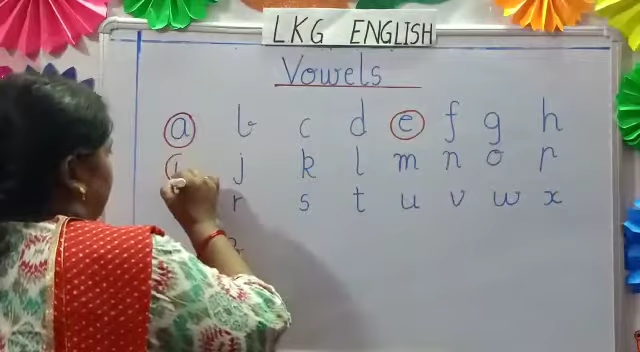 LKG ENGLISH
Vowels
a b c d e f g h
j k l m n o p
r s t u v w x
z